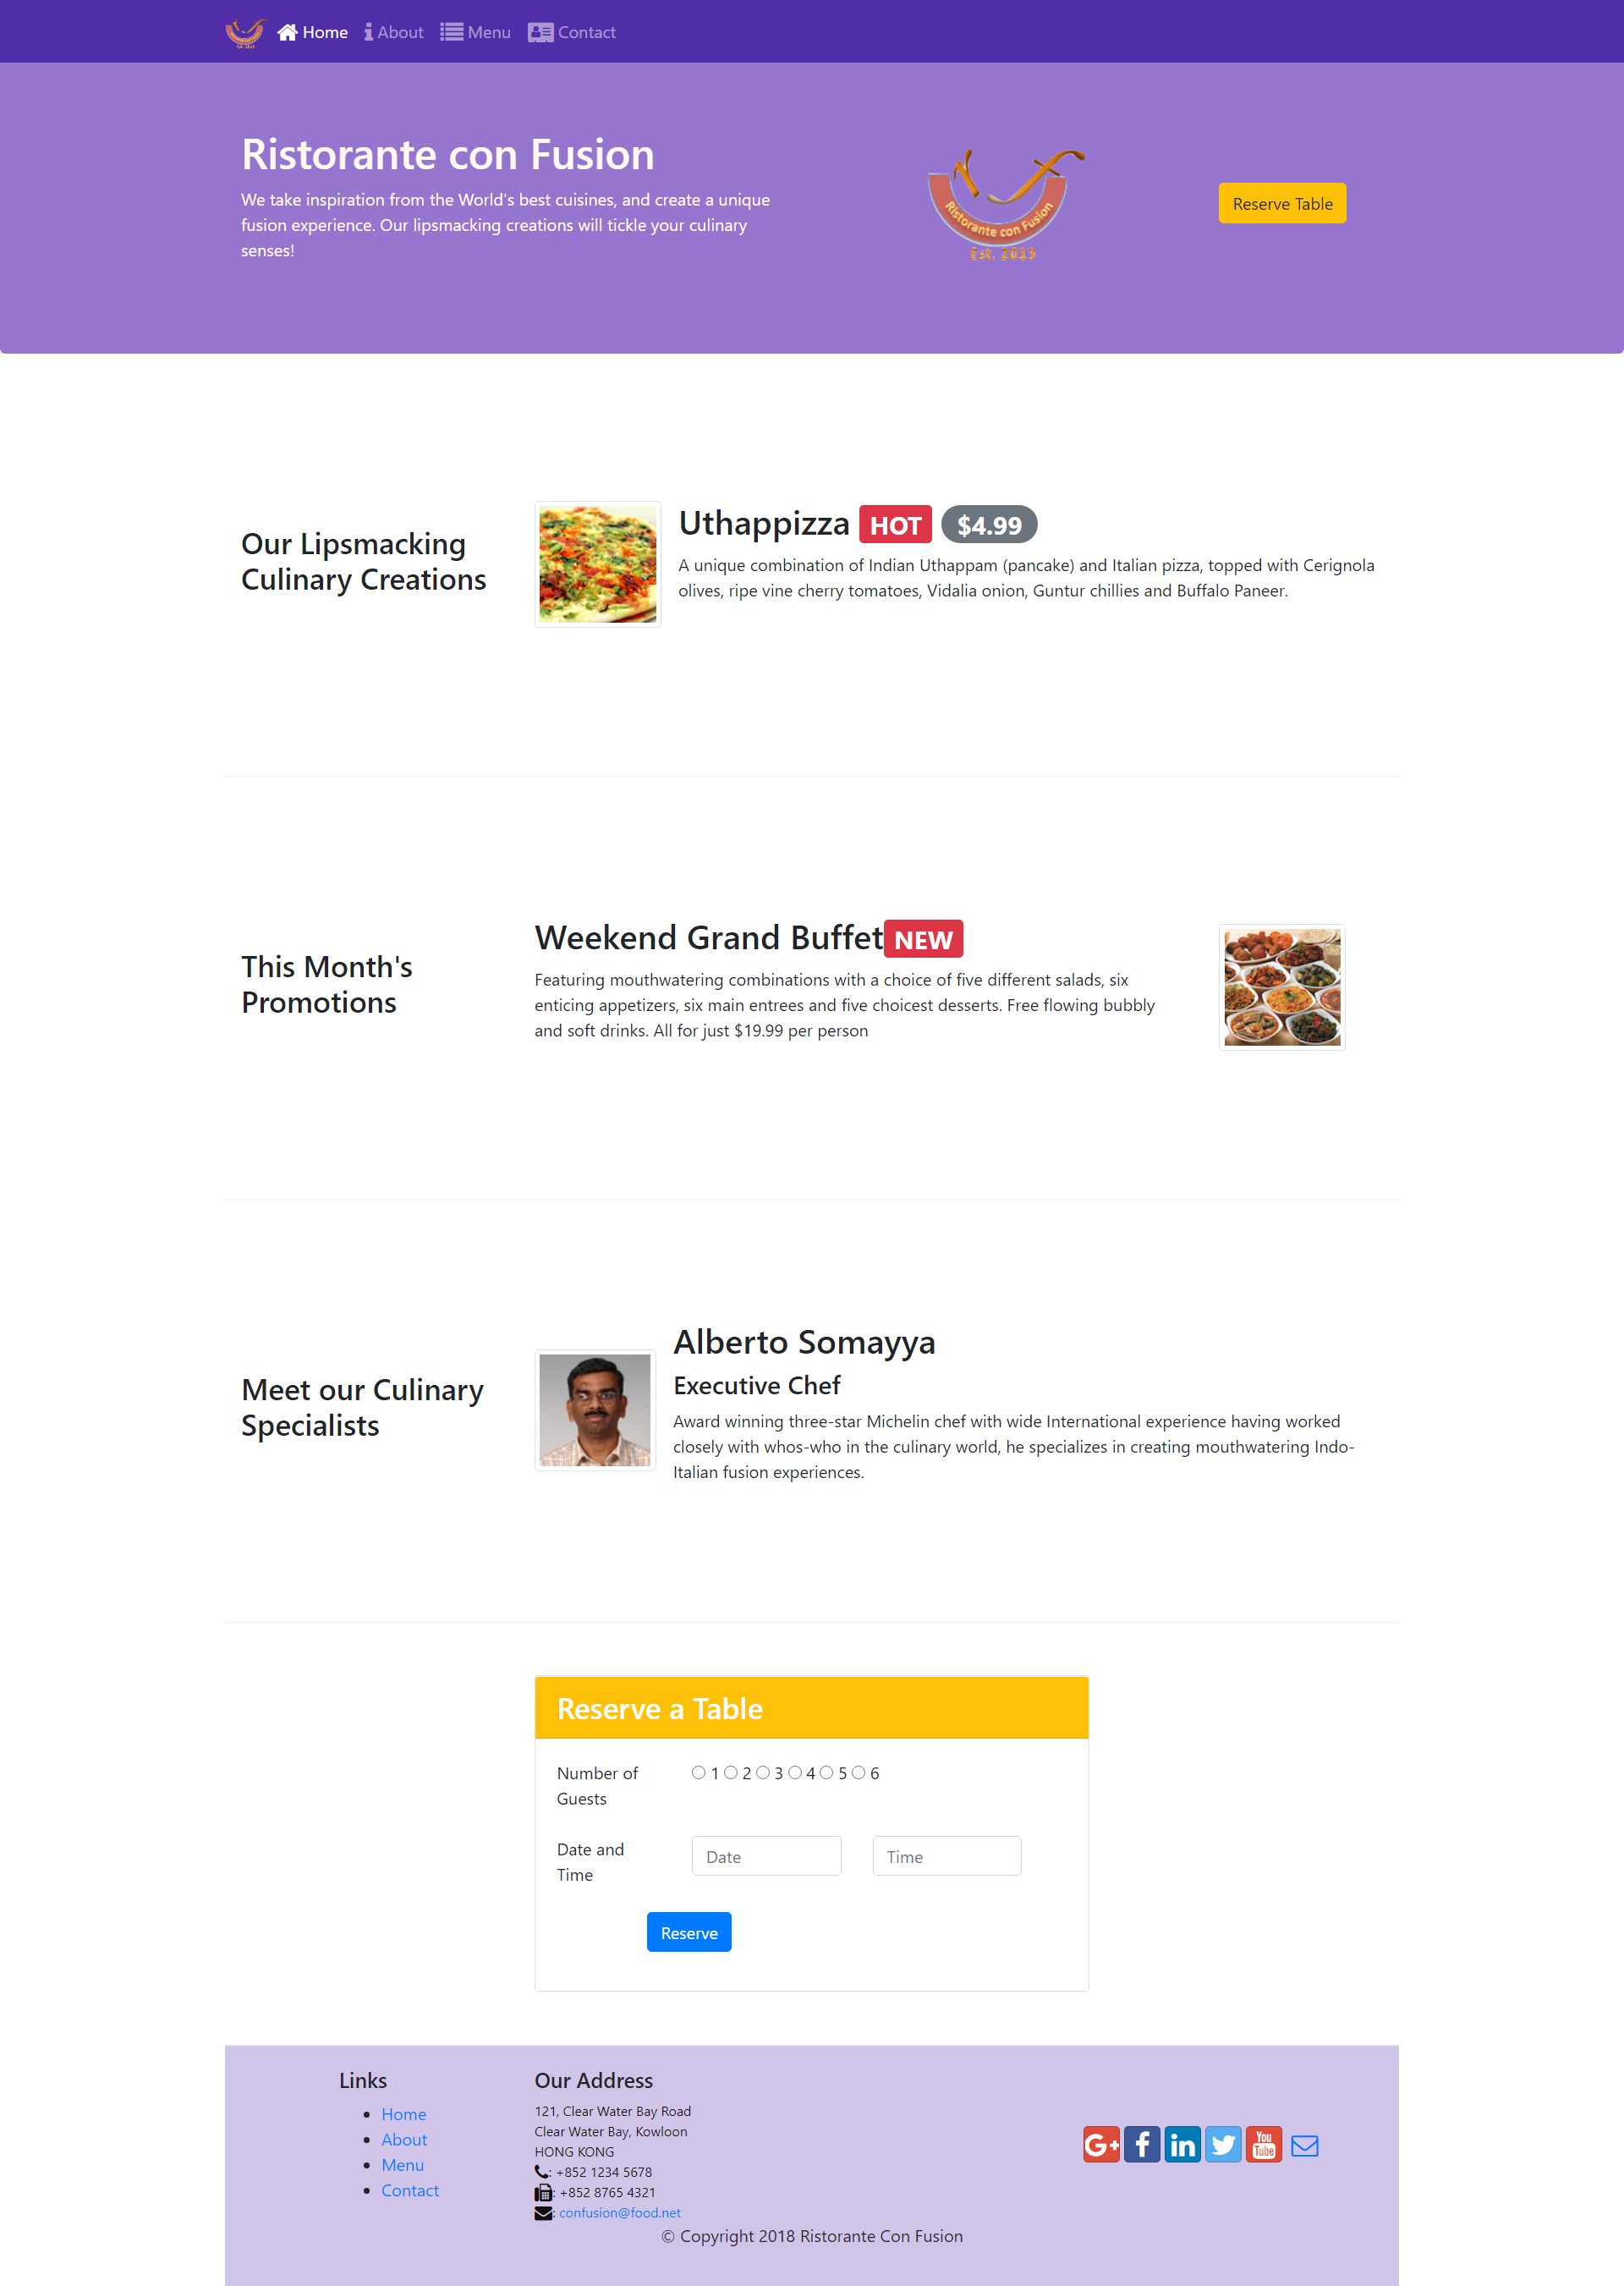 Home About Menu Contact
Ristorante con Fusion
We take inspiration from the World's best cuisines, and create a unique
fusion experience. Our lipsmacking creations will tickle your culinary
senses!
Ristorante con Fusion
Est. 2013
Reserve Table
Our Lipsmacking
Culinary Creations
Uthappizza HOT $4.99
A unique combination of Indian Uthappam (pancake) and Italian pizza, topped with Cerignola
olives, ripe vine cherry tomatoes, Vidalia onion, Guntur chillies and Buffalo Paneer.
This Month's
Promotions
Weekend Grand Buffet NEW
Featuring mouthwatering combinations with a choice of five different salads, six
enticing appetizers, six main entrees and five choicest desserts. Free flowing bubbly
and soft drinks. All for just $19.99 per person
Meet our Culinary
Specialists
Alberto Somayya
Executive Chef
Award winning three-star Michelin chef with wide International experience having worked
closely with whos-who in the culinary world, he specializes in creating mouthwatering Indo-
Italian fusion experiences.
Reserve a Table
Number of
Guests
1 2 3 4 5 6
Date and
Time
Date
Time
Reserve
Links
Home
About
Menu
Contact
Our Address
121, Clear Water Bay Road
Clear Water Bay, Kowloon
HONG KONG
: +852 1234 5678
: +852 8765 4321
: confusion@food.net
G+ f in You Tube
© Copyright 2018 Ristorante Con Fusion